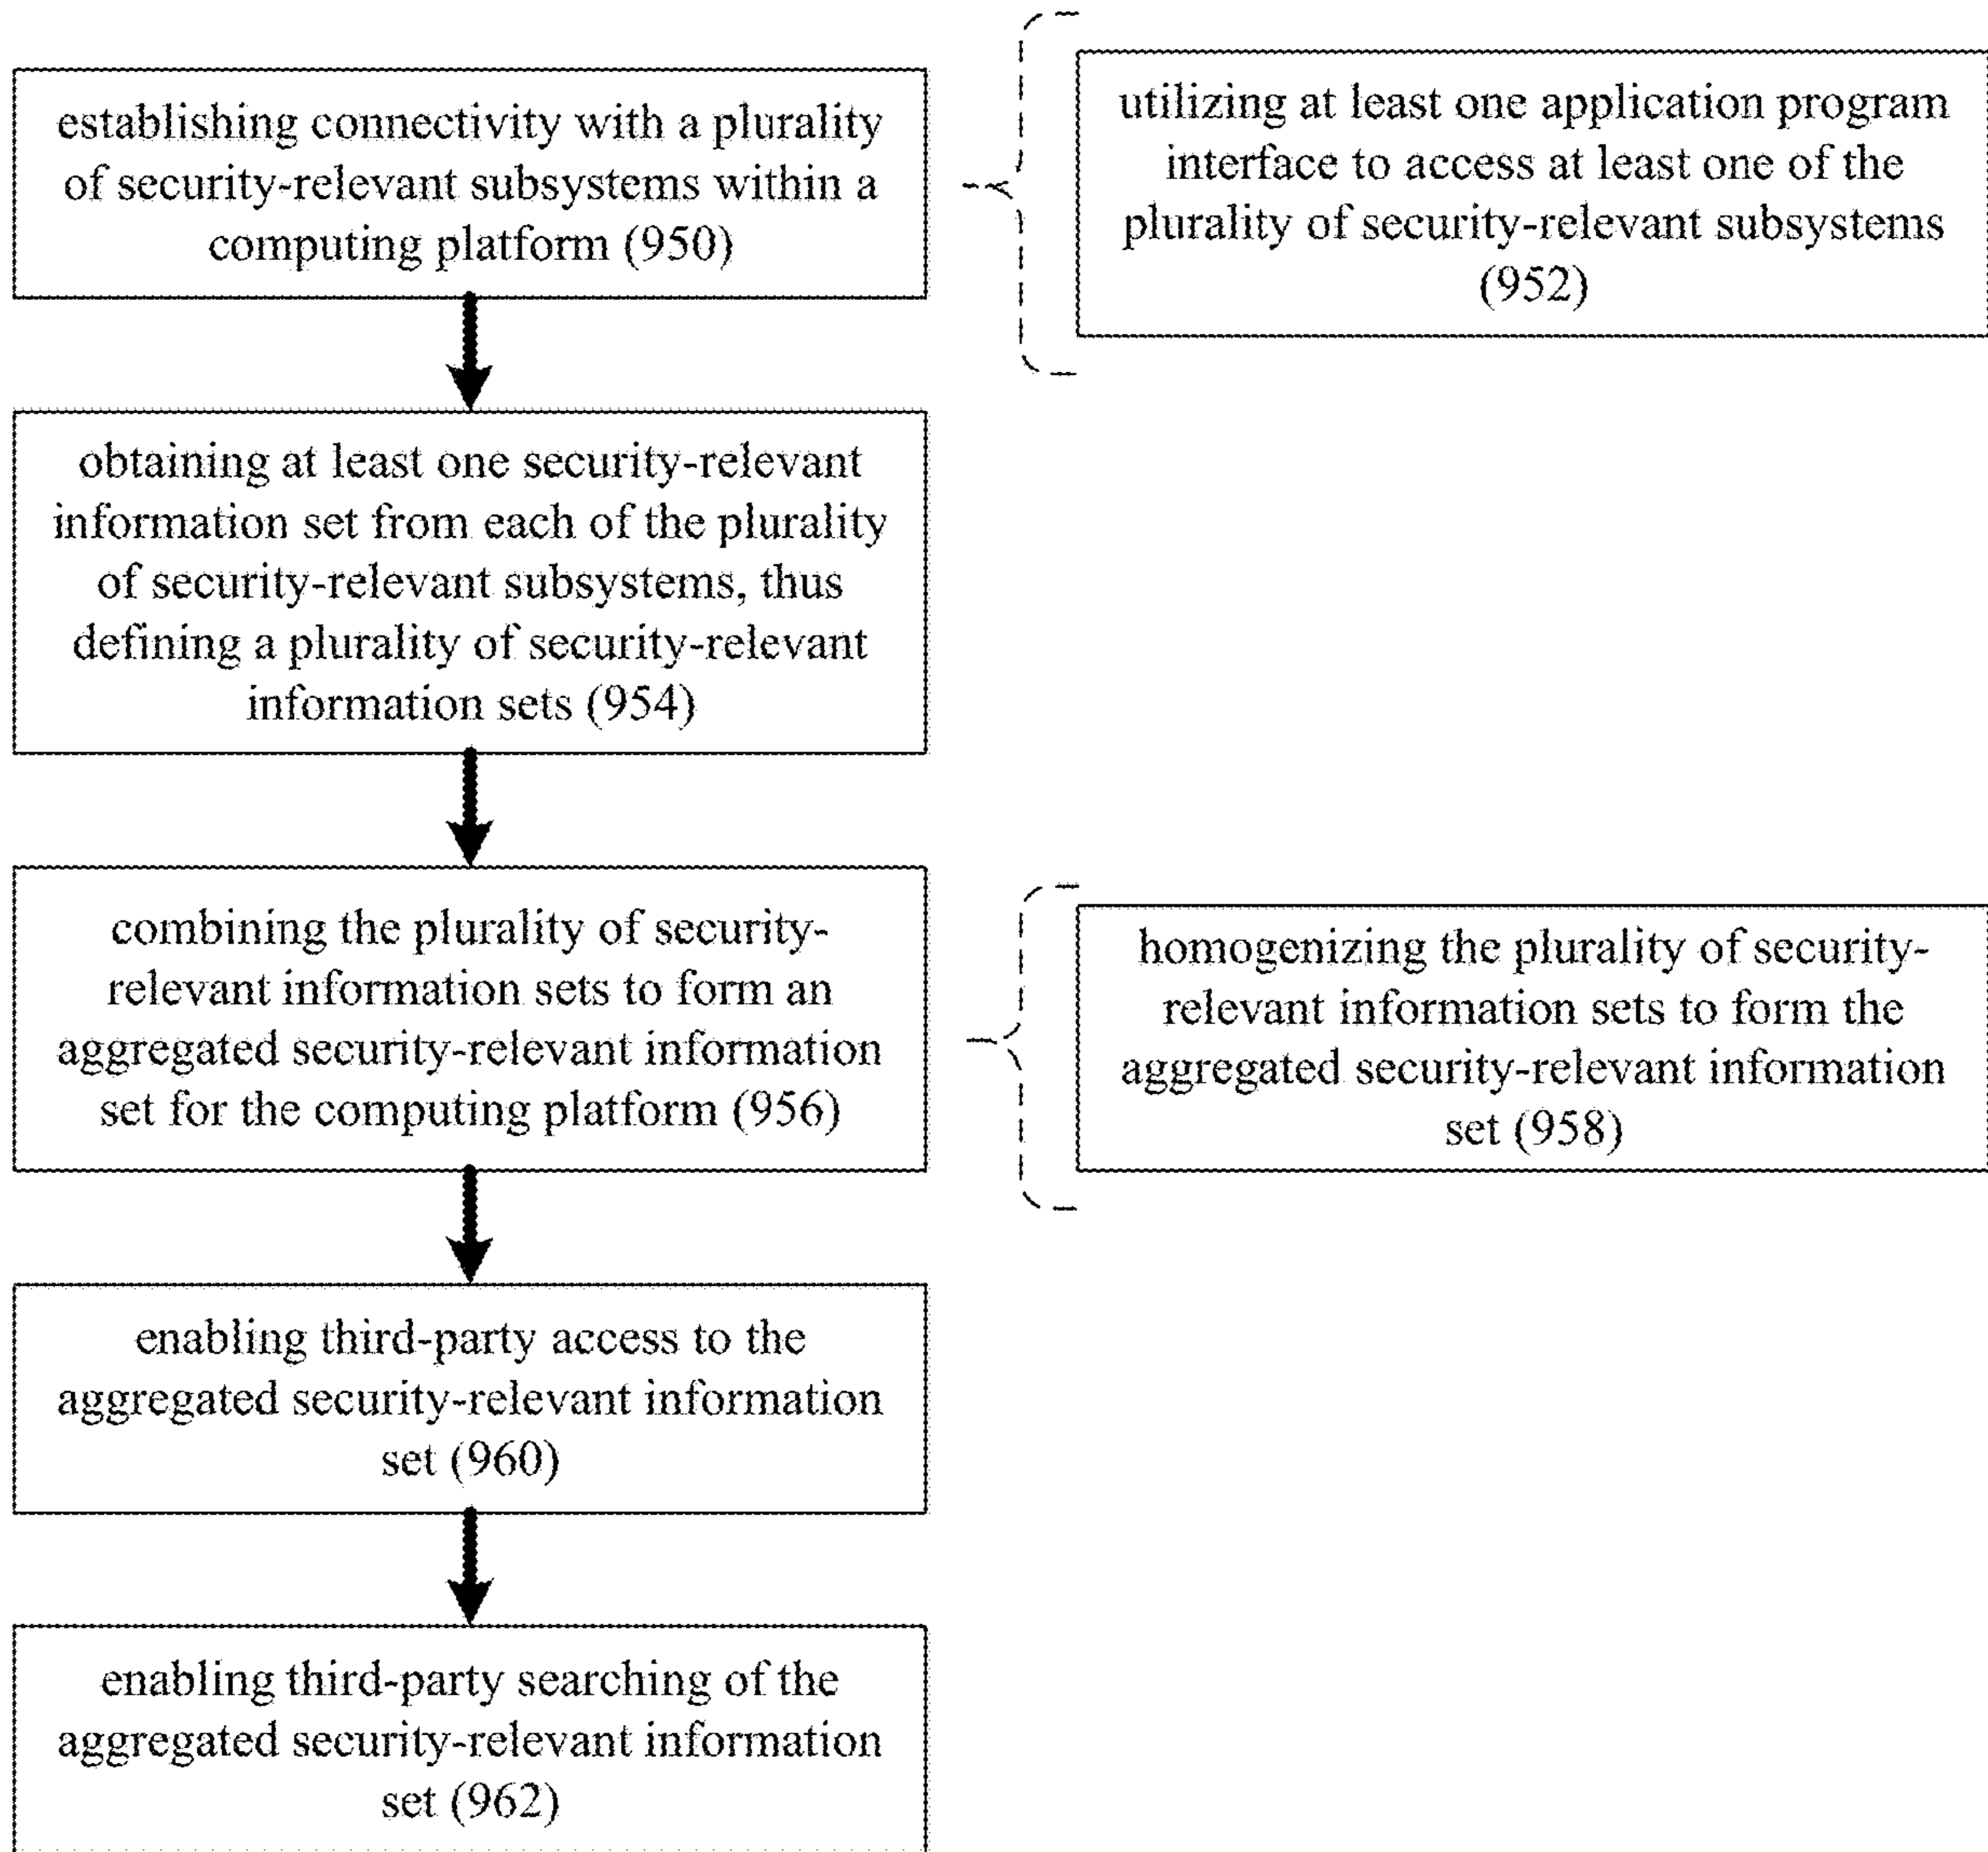 establishing connectivity with a plurality
of security-relevant subsystems within a
computing platform (950)
utilizing at least one application program
interface to access at least one of the
plurality of security-relevant subsystems
(952)
obtaining at least one security-relevant
information set from each of the plurality
of security-relevant subsystems, thus
defining a plurality of security-relevant
information sets (954)
combining the plurality of security-
relevant information sets to form an
aggregated security-relevant information
set for the computing platform (956)
homogenizing the plurality of security-
relevant information sets to form the
aggregated security-relevant information
set (958)
enabling third-party access to the
aggregated security-relevant information
set (960)
enabling third-party searching of the
aggregated security-relevant information
set (962)